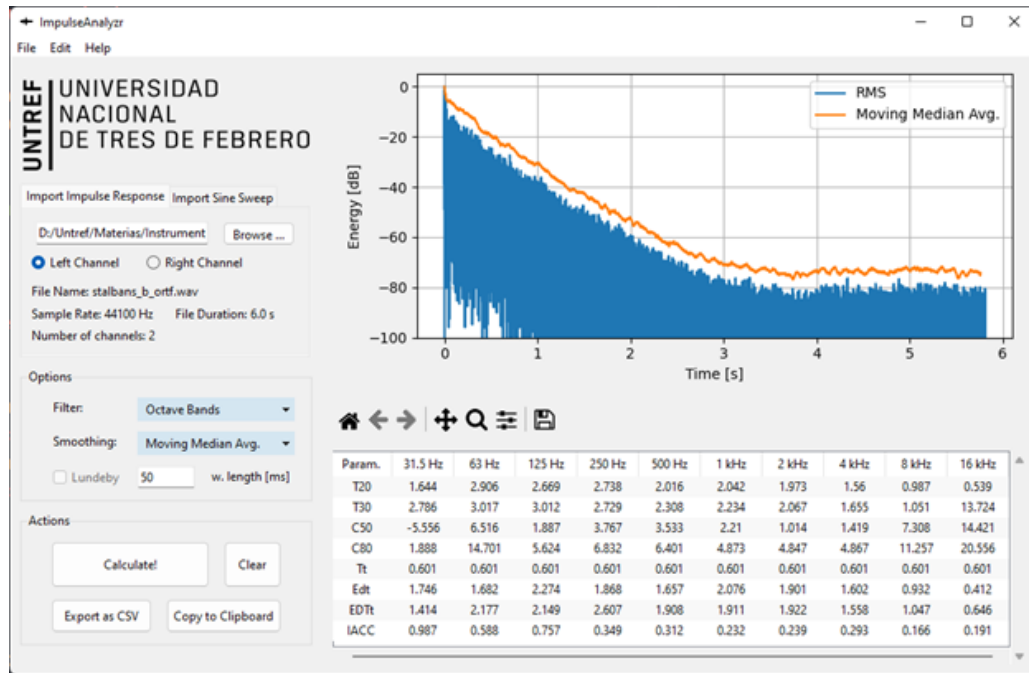 ImpulseAnalyzr
File Edit Help
UNTREF
UNIVERSIDAD
NACIONAL
DE TRES DE FEBRERO
Import Impulse Response Import Sine Sweep
D:/Untref/Materias/Instrument Browse ...
Left Channel Right Channel
File Name: stalbans_b_ortf.wav
Sample Rate: 44100 Hz File Duration: 6.0 s
Number of channels: 2
Options
Filter: Octave Bands
Smoothing: Moving Median Avg.
Lundeby 50 w. length [ms]
Actions
Calculate! Clear
Export as CSV Copy to Clipboard
RMS
Moving Median Avg.
Energy [dB]
0
−20
−40
−60
−80
−100
0 1 2 3 4 5 6
Time [s]
Param. 31.5 Hz 63 Hz 125 Hz 250 Hz 500 Hz 1 kHz 2 kHz 4 kHz 8 kHz 16 kHz
T20 1.644 2.906 2.669 2.738 2.016 2.042 1.973 1.56 0.987 0.539
T30 2.786 3.017 3.012 2.729 2.308 2.234 2.067 1.655 1.051 13.724
C50 -5.556 6.516 1.887 3.767 3.533 2.21 1.014 1.419 7.308 14.421
C80 1.888 14.701 5.624 6.832 6.401 4.873 4.847 4.867 11.257 20.556
Tt 0.601 0.601 0.601 0.601 0.601 0.601 0.601 0.601 0.601 0.601
Edt 1.746 1.682 2.274 1.868 1.657 2.076 1.901 1.602 0.932 0.412
EDTt 1.414 2.177 2.149 2.607 1.908 1.911 1.922 1.558 1.047 0.646
IACC 0.987 0.588 0.757 0.349 0.312 0.232 0.239 0.293 0.166 0.191